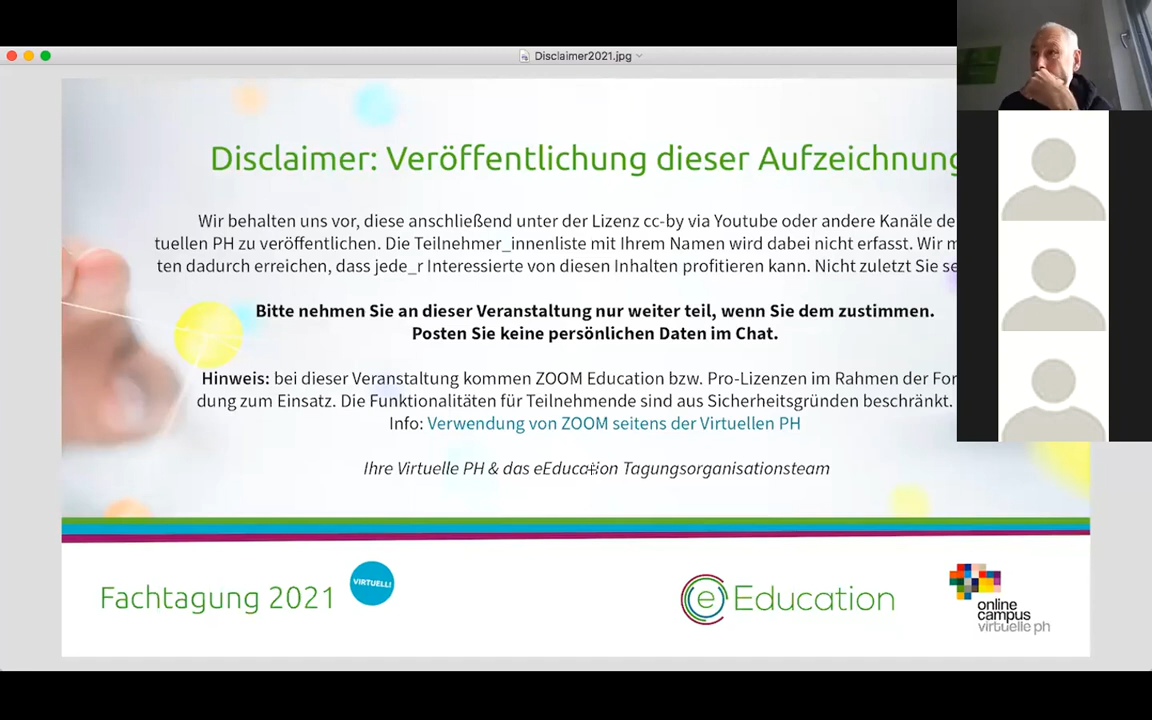 Disclaimer2021.jpg
Disclaimer: Veröffentlichung dieser Aufzeichnung
Wir behalten uns vor, diese anschließend unter der Lizenz cc-by via Youtube oder andere Kanäle de
tuellen PH zu veröffentlichen. Die Teilnehmer_innenliste mit Ihrem Namen wird dabei nicht erfasst. Wir m
ten dadurch erreichen, dass jede_r Interessierte von diesen Inhalten profitieren kann. Nicht zuletzt Sie se
Bitte nehmen Sie an dieser Veranstaltung nur weiter teil, wenn Sie dem zustimmen.
Posten Sie keine persönlichen Daten im Chat.
Hinweis: bei dieser Veranstaltung kommen ZOOM Education bzw. Pro-Lizenzen im Rahmen der For
dung zum Einsatz. Die Funktionalitäten für Teilnehmende sind aus Sicherheitsgründen beschränkt.
Info: Verwendung von ZOOM seitens der Virtuellen PH
Ihre Virtuelle PH & das eEducation Tagungsorganisationsteam
Fachtagung 2021
VIRTUELL!
e Education
online
campus
virtuelle ph